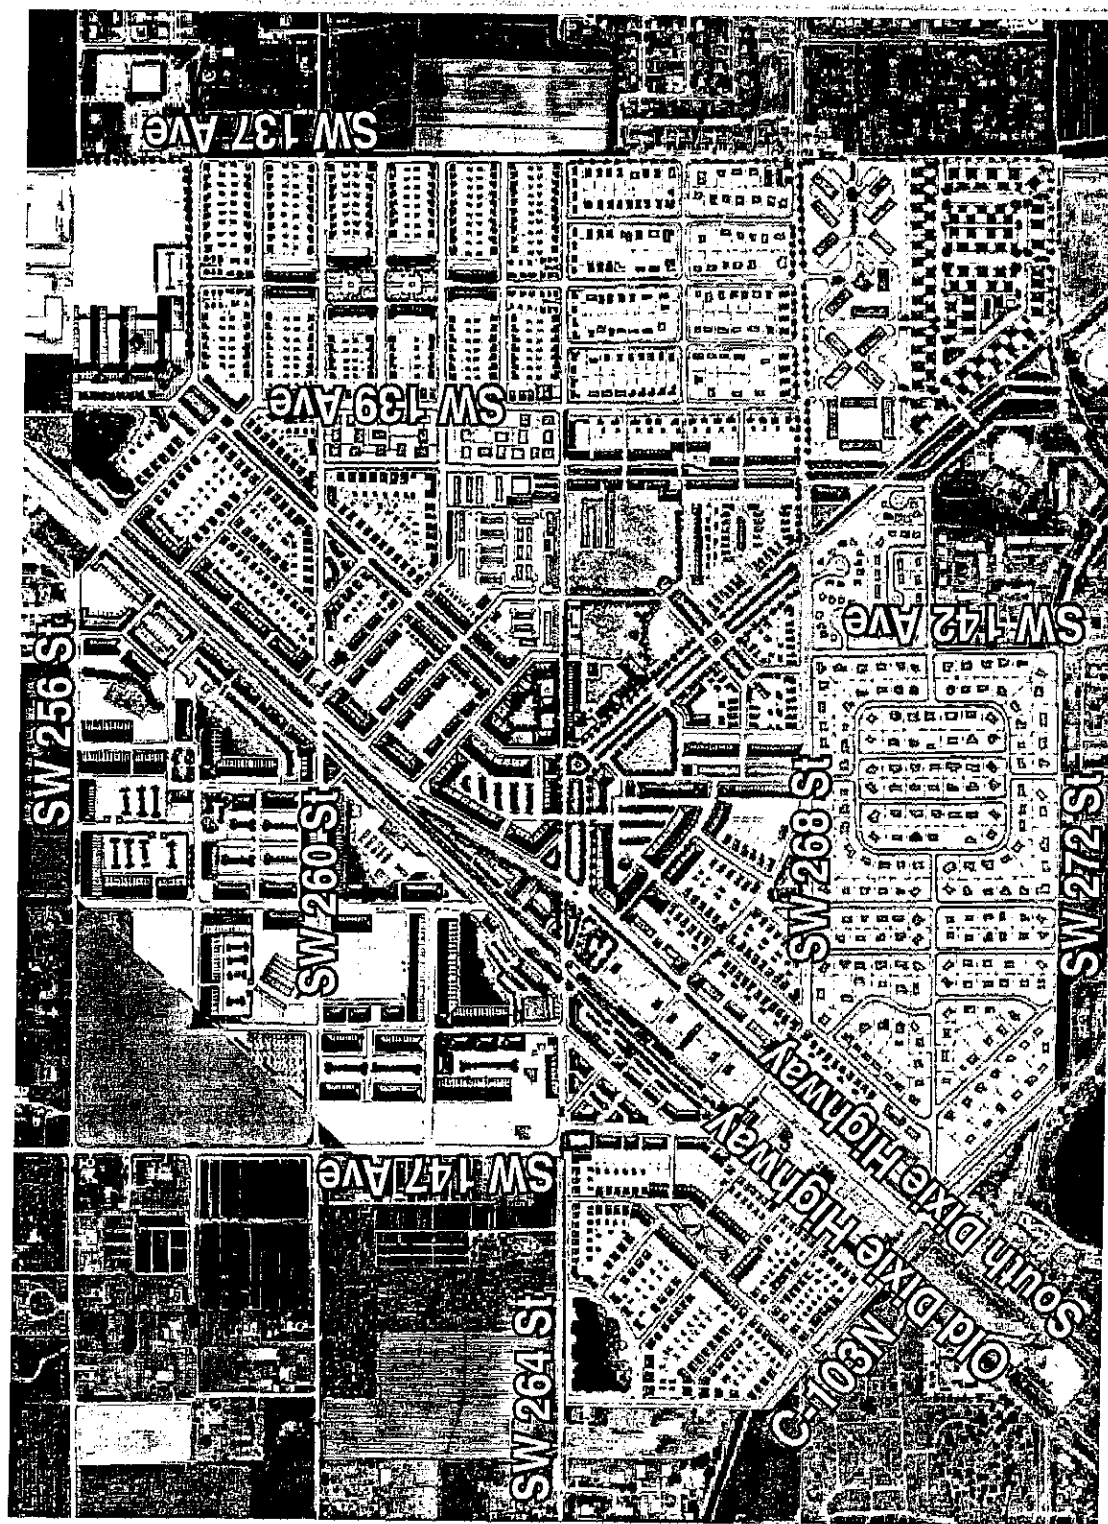 SW 137 Ave
SW 139 Ave
SW 142 Ave
SW 256 St
SW 260 St
SW 268 St
SW 272 St
SW 147 Ave
SW 264 St
South Dixie Highway
Old Dixie Highway
C-103N